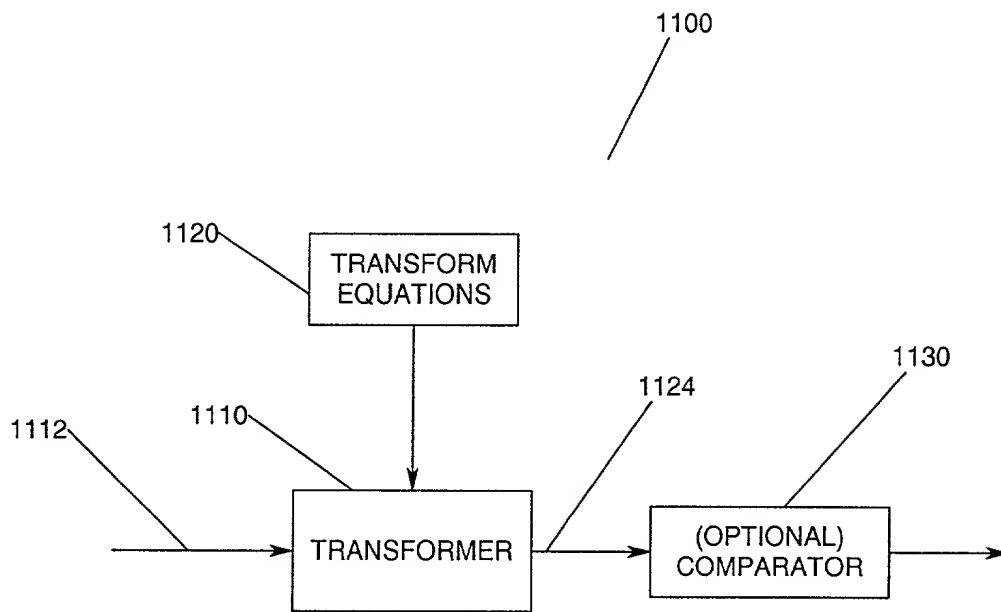 1100
1120
TRANSFORM
EQUATIONS
1130
1124
1110
1112
TRANSFORMER
(OPTIONAL)
COMPARATOR